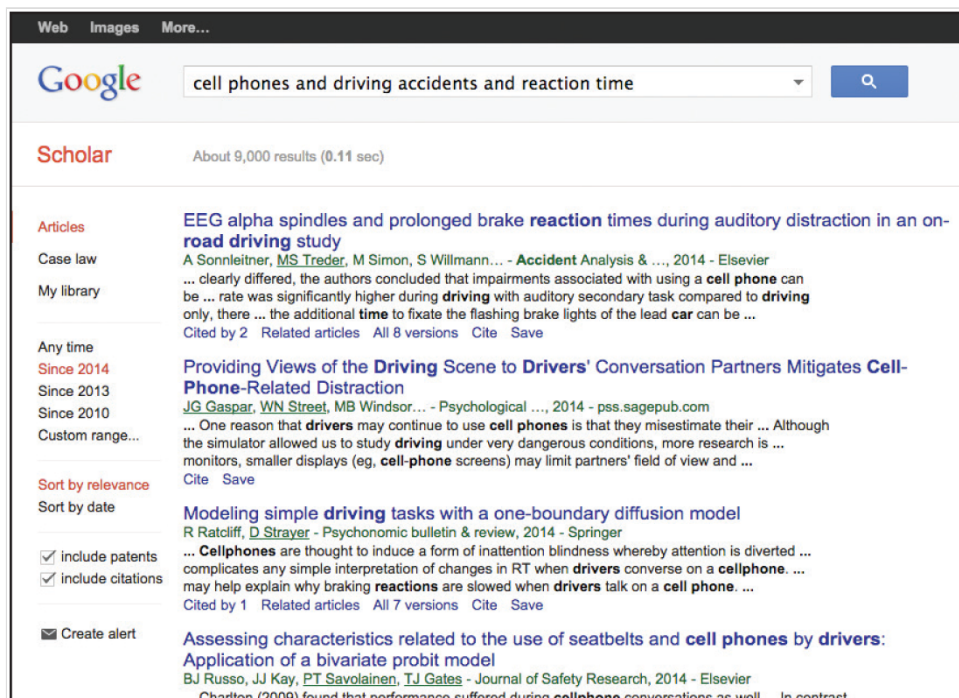 Web Images More...
Google
cell phones and driving accidents and reaction time
Scholar
About 9,000 results (0.11 sec)
Articles
Case law
My library
Any time
Since 2014
Since 2013
Since 2010
Custom range...
Sort by relevance
Sort by date
include patents
include citations
Create alert
EEG alpha spindles and prolonged brake reaction times during auditory distraction in an on-
road driving study
A Sonnleitner, MS Treder, M Simon, S Willmann... - Accident Analysis & ..., 2014 - Elsevier
... clearly differed, the authors concluded that impairments associated with using a cell phone can
be ... rate was significantly higher during driving with auditory secondary task compared to driving
only, there ... the additional time to fixate the flashing brake lights of the lead car can be ...
Cited by 2 Related articles All 8 versions Cite Save
Providing Views of the Driving Scene to Drivers' Conversation Partners Mitigates Cell-
Phone-Related Distraction
JG Gaspar, WN Street, MB Windsor... - Psychological ..., 2014 - pss.sagepub.com
... One reason that drivers may continue to use cell phones is that they misestimate their ... Although
the simulator allowed us to study driving under very dangerous conditions, more research is ...
monitors, smaller displays (eg, cell-phone screens) may limit partners' field of view and ...
Cite Save
Modeling simple driving tasks with a one-boundary diffusion model
R Ratcliff, D Strayer - Psychonomic bulletin & review, 2014 - Springer
... Cellphones are thought to induce a form of inattention blindness whereby attention is diverted ...
complicates any simple interpretation of changes in RT when drivers converse on a cellphone. ...
may help explain why braking reactions are slowed when drivers talk on a cell phone. ...
Cited by 1 Related articles All 7 versions Cite Save
Assessing characteristics related to the use of seatbelts and cell phones by drivers:
Application of a bivariate probit model
BJ Russo, JJ Kay, PT Savolainen, TJ Gates - Journal of Safety Research, 2014 - Elsevier
... Charlton (2009) found that performance suffered during cellphone conversations as well ... In contrast